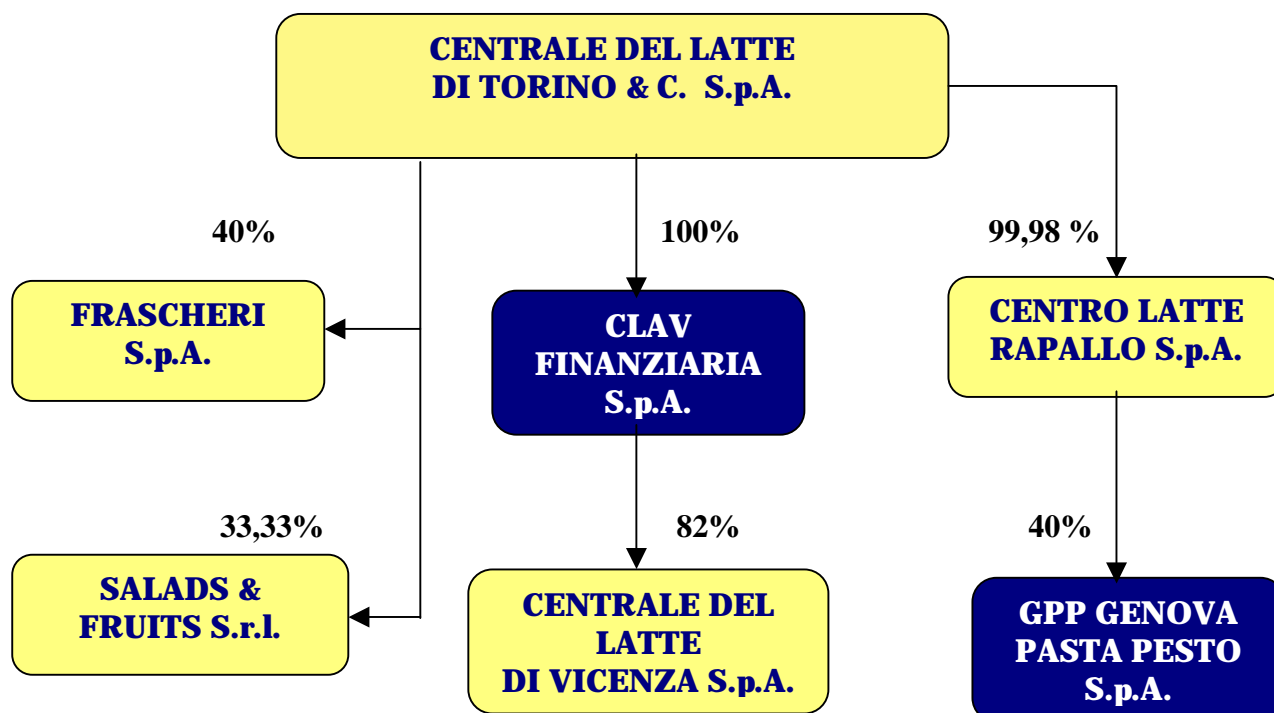 CENTRALE DEL LATTE
DI TORINO & C. S.p.A.
40%
100%
99,98 %
FRASCHERI
S.p.A.
CLAV
FINANZIARIA
S.p.A.
CENTRO LATTE
RAPALLO S.p.A.
33,33%
82%
40%
SALADS &
FRUITS S.r.l.
CENTRALE DEL
LATTE
DI VICENZA S.p.A.
GPP GENOVA
PASTA PESTO
S.p.A.